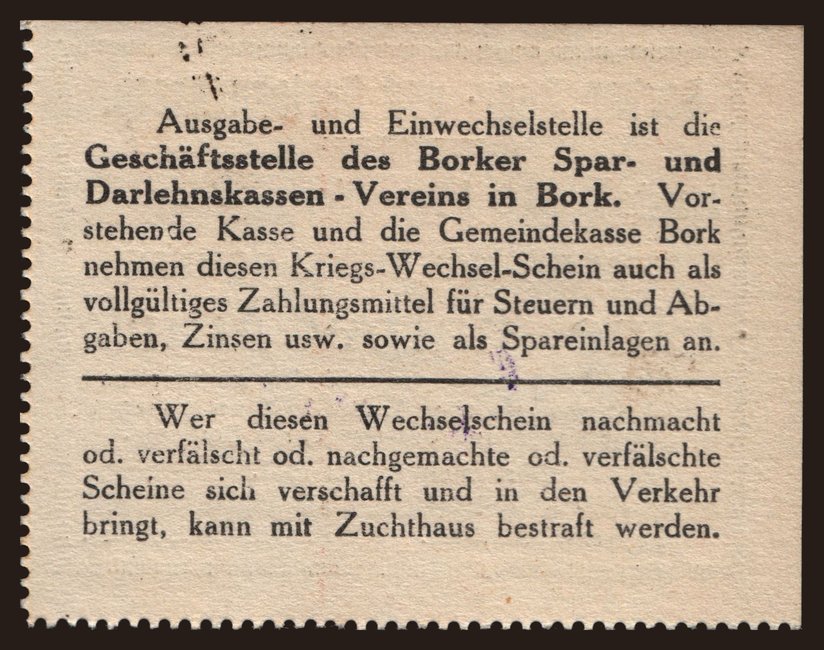 Ausgabe- und Einwechselstelle ist die
Geschäftsstelle des Borker Spar- und
Darlehnskassen - Vereins in Bork. Vor-
stehende Kasse und die Gemeindekasse Bork
nehmen diesen Kriegs-Wechsel-Schein auch als
vollgültiges Zahlungsmittel für Steuern und Ab-
gaben, Zinsen usw. sowie als Spareinlagen an.
Wer diesen Wechselschein nachmacht
od. verfälscht od. nachgemachte od. verfälschte
Scheine sich verschafft und in den Verkehr
bringt, kann mit Zuchthaus bestraft werden.